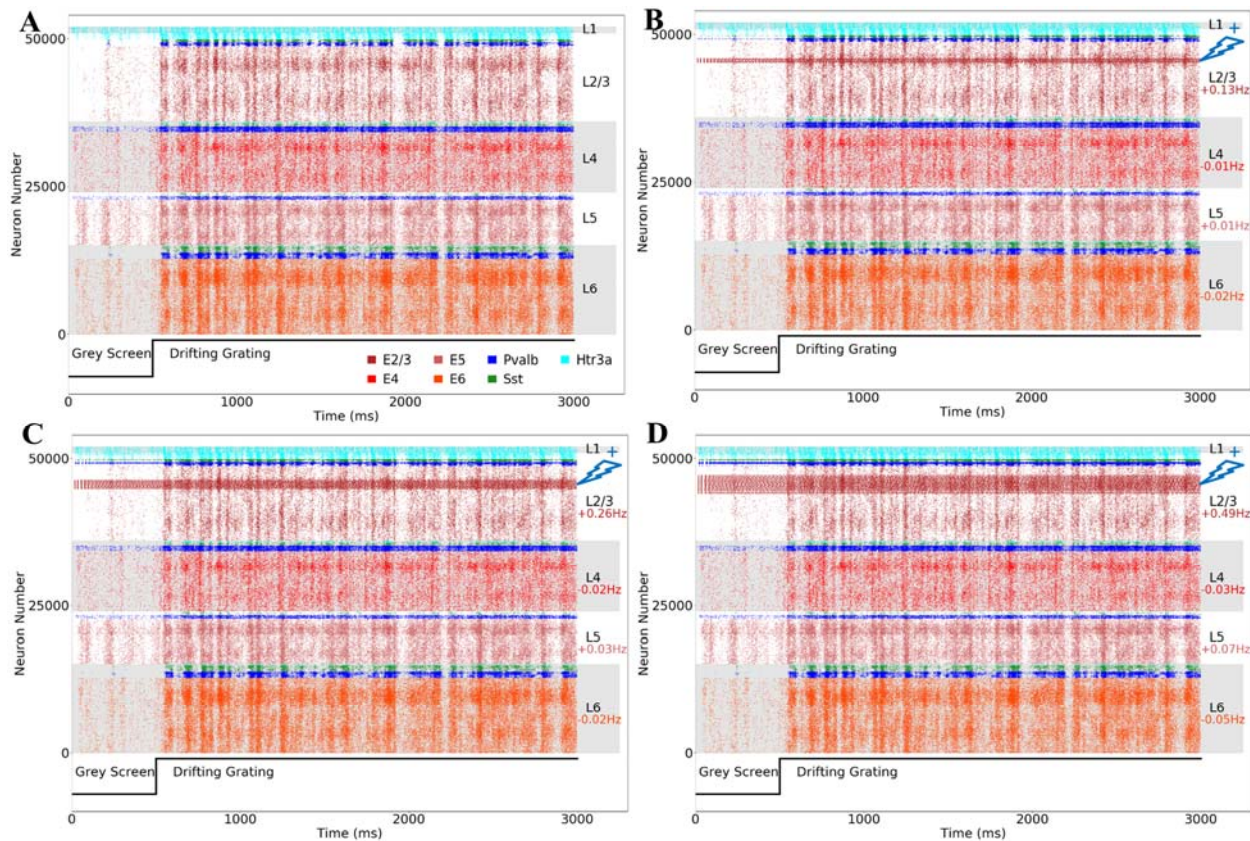 A
50000
25000
0
Neuron Number
L1
L2/3
L4
L5
L6
Grey Screen
Drifting Grating
E2/3
E5
Pvalb
Htr3a
E4
E6
Sst
0
1000
2000
3000
Time (ms)
B
50000
25000
0
Neuron Number
L1
+
L2/3
+0.13Hz
L4
-0.01Hz
L5
+0.01Hz
L6
-0.02Hz
Grey Screen
Drifting Grating
0
1000
2000
3000
Time (ms)
C
50000
25000
0
Neuron Number
L1
+
L2/3
+0.26Hz
L4
-0.02Hz
L5
+0.03Hz
L6
-0.02Hz
Grey Screen
Drifting Grating
0
1000
2000
3000
Time (ms)
D
50000
25000
0
Neuron Number
L1
+
L2/3
+0.49Hz
L4
-0.03Hz
L5
+0.07Hz
L6
-0.05Hz
Grey Screen
Drifting Grating
0
1000
2000
3000
Time (ms)